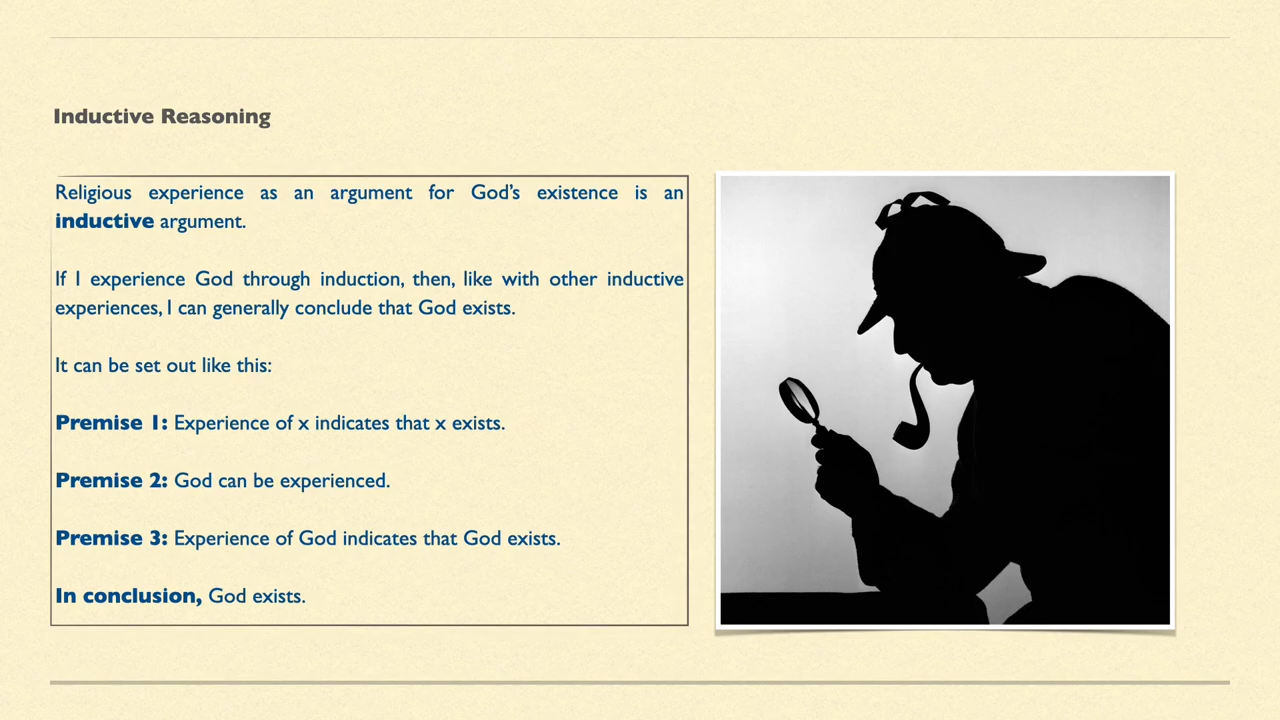 Inductive Reasoning
Religious experience as an argument for God’s existence is an
inductive argument.
If I experience God through induction, then, like with other inductive
experiences, I can generally conclude that God exists.
It can be set out like this:
Premise 1: Experience of x indicates that x exists.
Premise 2: God can be experienced.
Premise 3: Experience of God indicates that God exists.
In conclusion, God exists.